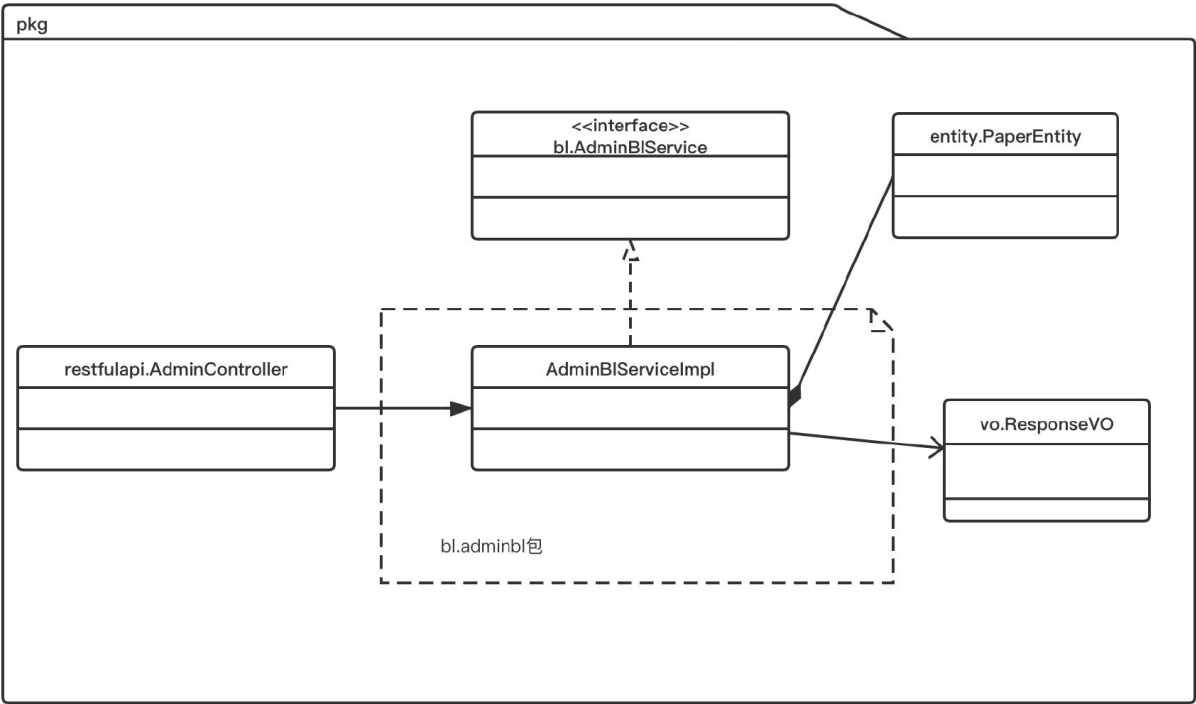 pkg
<<interface>>
bl.AdminBlService
entity.PaperEntity
restfulapi.AdminController
AdminBlServiceImpl
vo.ResponseVO
bl.adminbl包